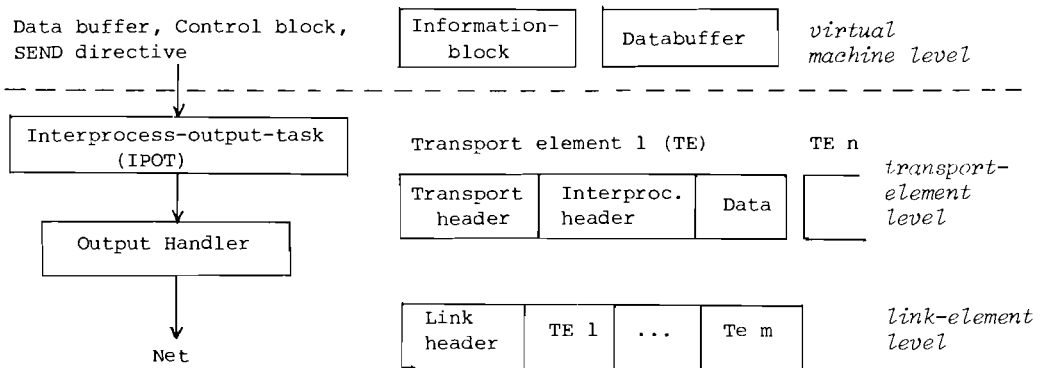 Data buffer, Control block,
SEND directive
Information-
block
Databuffer
virtual
machine level
Interprocess-output-task
(IPOT)
Transport element 1 (TE)
TE n
transport-
element
level
Transport
header
Interproc.
header
Data
Output Handler
Link
header
TE 1
...
Te m
link-element
level
Net